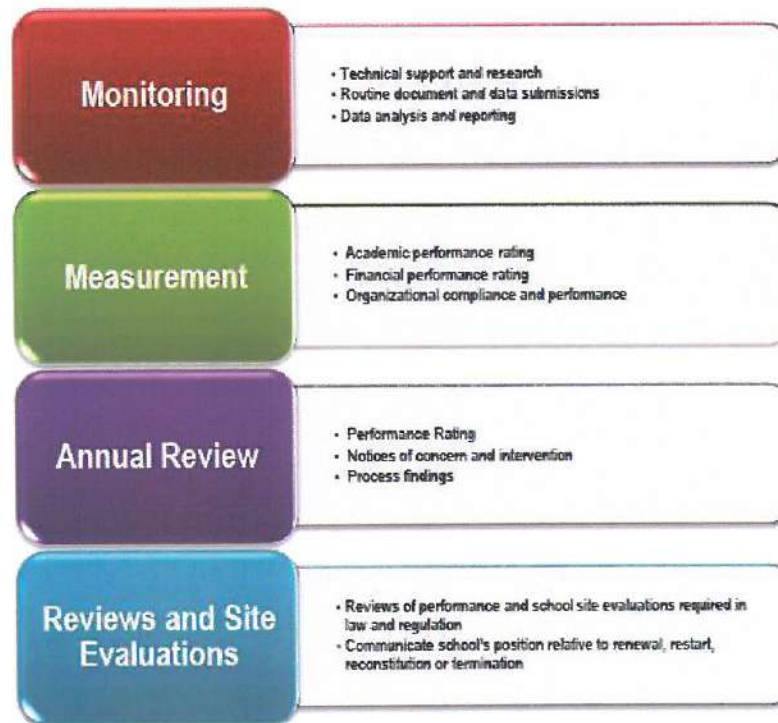 Monitoring
• Technical support and research
• Routine document and data submissions
• Data analysis and reporting
Measurement
• Academic performance rating
• Financial performance rating
• Organizational compliance and performance
Annual Review
• Performance Rating
• Notices of concern and intervention
• Process findings
Reviews and Site
Evaluations
• Reviews of performance and school site evaluations required in
law and regulation
• Communicate school's position relative to renewal, restart,
reconstitution or termination